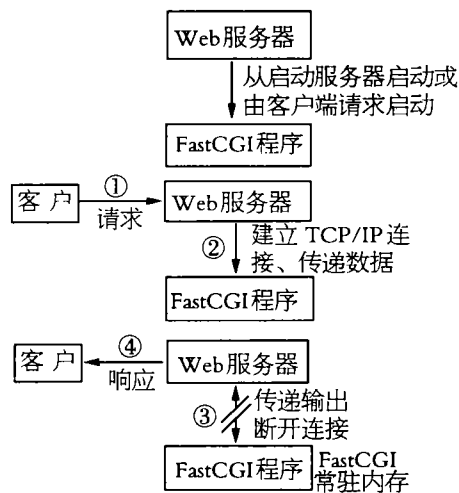 Web服务器
从启动服务器启动或
由客户端请求启动
FastCGI程序
客 户
①
请求
Web服务器
②
建立 TCP/IP 连
接、传递数据
FastCGI程序
客 户
④
响应
Web服务器
③
传递输出
断开连接
FastCGI程序
FastCGI
常驻内存